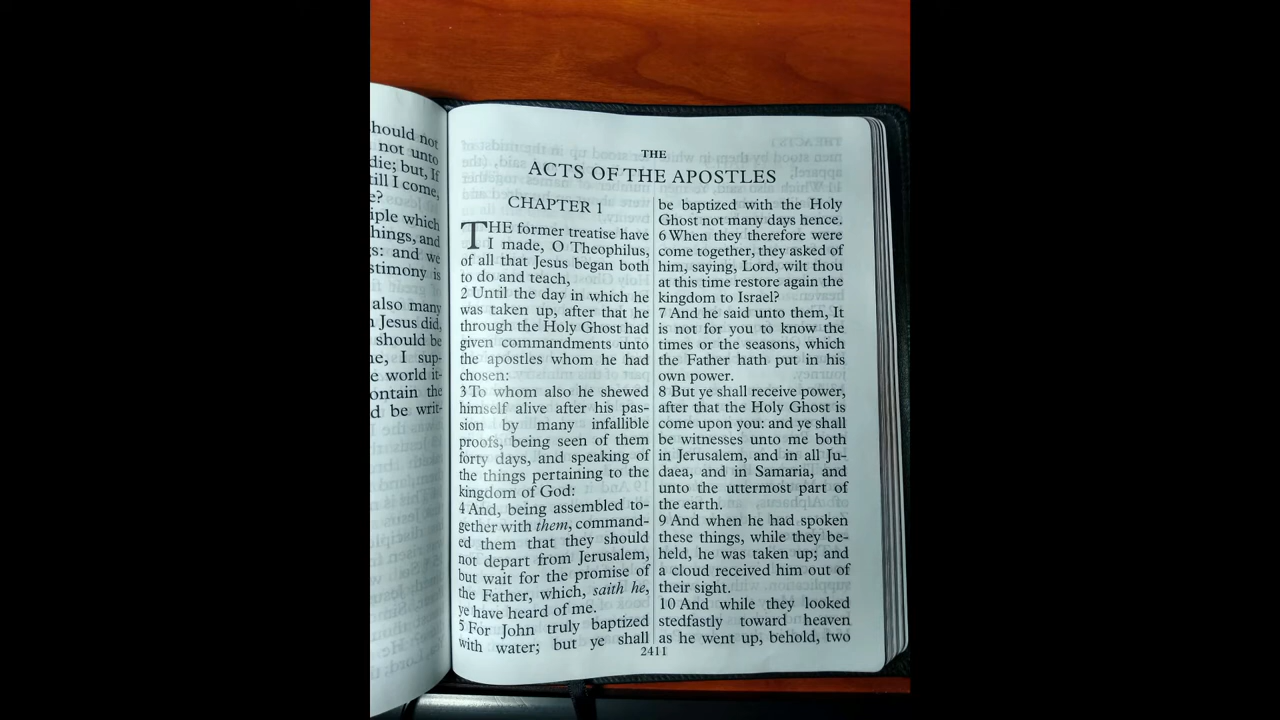 hould not
not unto
die; but, If
till I come,
e?
iple which
hings, and
s: and we
stimony is
also many
Jesus did,
should be
ne, I sup-
e world it-
ontain the
d be writ-
THE
ACTS OF THE APOSTLES
CHAPTER 1
THE former treatise have
I made, O Theophilus,
of all that Jesus began both
to do and teach,
2 Until the day in which he
was taken up, after that he
through the Holy Ghost had
given commandments unto
the apostles whom he had
chosen:
3 To whom also he shewed
himself alive after his pas-
sion by many infallible
proofs, being seen of them
forty days, and speaking of
the things pertaining to the
kingdom of God:
4 And, being assembled to-
gether with them, command-
ed them that they should
not depart from Jerusalem,
but wait for the promise of
the Father, which, saith he,
ye have heard of me.
5 For John truly baptized
with water; but ye shall
be baptized with the Holy
Ghost not many days hence.
6 When they therefore were
come together, they asked of
him, saying, Lord, wilt thou
at this time restore again the
kingdom to Israel?
7 And he said unto them, It
is not for you to know the
times or the seasons, which
the Father hath put in his
own power.
8 But ye shall receive power,
after that the Holy Ghost is
come upon you: and ye shall
be witnesses unto me both
in Jerusalem, and in all Ju-
daea, and in Samaria, and
unto the uttermost part of
the earth.
9 And when he had spoken
these things, while they be-
held, he was taken up; and
a cloud received him out of
their sight.
10 And while they looked
stedfastly toward heaven
as he went up, behold, two
2411